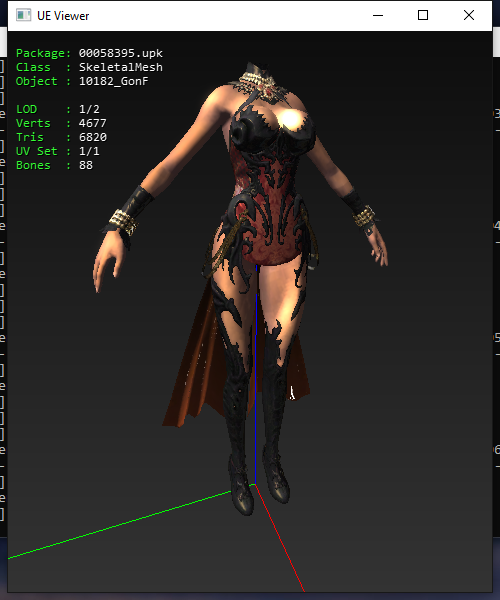 UE Viewer
Package: 00058395.upk
Class  : SkeletalMesh
Object : 10182_GonF
LOD    : 1/2
Verts  : 4677
Tris   : 6820
UV Set : 1/1
Bones  : 88